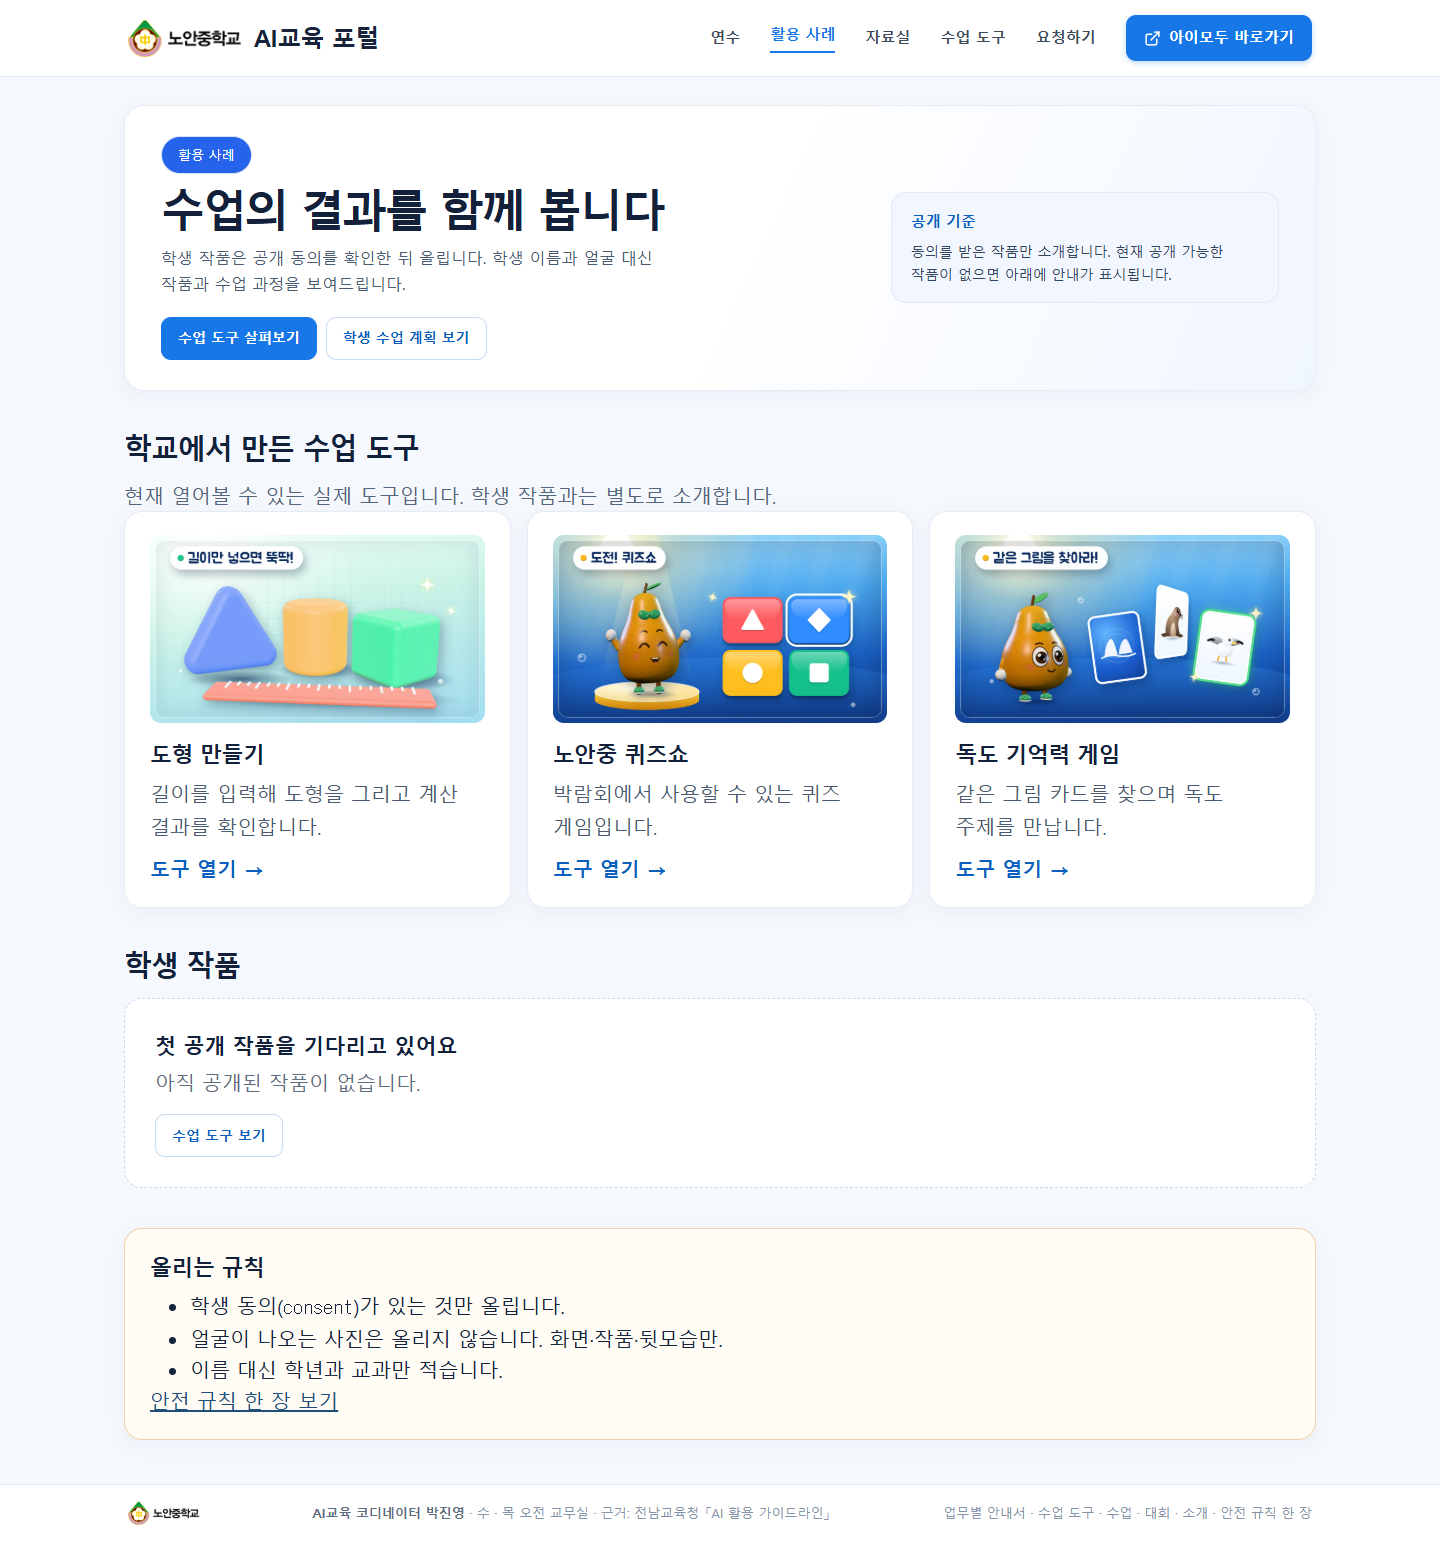 노안중학교 AI교육 포털
연수 활용 사례 자료실 수업 도구 요청하기 아이모두 바로가기
활용 사례
수업의 결과를 함께 봅니다
학생 작품은 공개 동의를 확인한 뒤 올립니다. 학생 이름과 얼굴 대신
작품과 수업 과정을 보여드립니다.
수업 도구 살펴보기 학생 수업 계획 보기
공개 기준
동의를 받은 작품만 소개합니다. 현재 공개 가능한
작품이 없으면 아래에 안내가 표시됩니다.
학교에서 만든 수업 도구
현재 열어볼 수 있는 실제 도구입니다. 학생 작품과는 별도로 소개합니다.
길이만 넣으면 뚝딱!
도형 만들기
길이를 입력해 도형을 그리고 계산
결과를 확인합니다.
도구 열기 →
도전! 퀴즈쇼
노안중 퀴즈쇼
박람회에서 사용할 수 있는 퀴즈
게임입니다.
도구 열기 →
같은 그림을 찾아라!
독도 기억력 게임
같은 그림 카드를 찾으며 독도
주제를 만납니다.
도구 열기 →
학생 작품
첫 공개 작품을 기다리고 있어요
아직 공개된 작품이 없습니다.
수업 도구 보기
올리는 규칙
• 학생 동의(consent)가 있는 것만 올립니다.
• 얼굴이 나오는 사진은 올리지 않습니다. 화면·작품·뒷모습만.
• 이름 대신 학년과 교과만 적습니다.
안전 규칙 한 장 보기
노안중학교
AI교육 코디네이터 박진영 · 수 · 목 오전 교무실 · 근거: 전남교육청 「AI 활용 가이드라인」
업무별 안내서 · 수업 도구 · 수업 · 대회 · 소개 · 안전 규칙 한 장